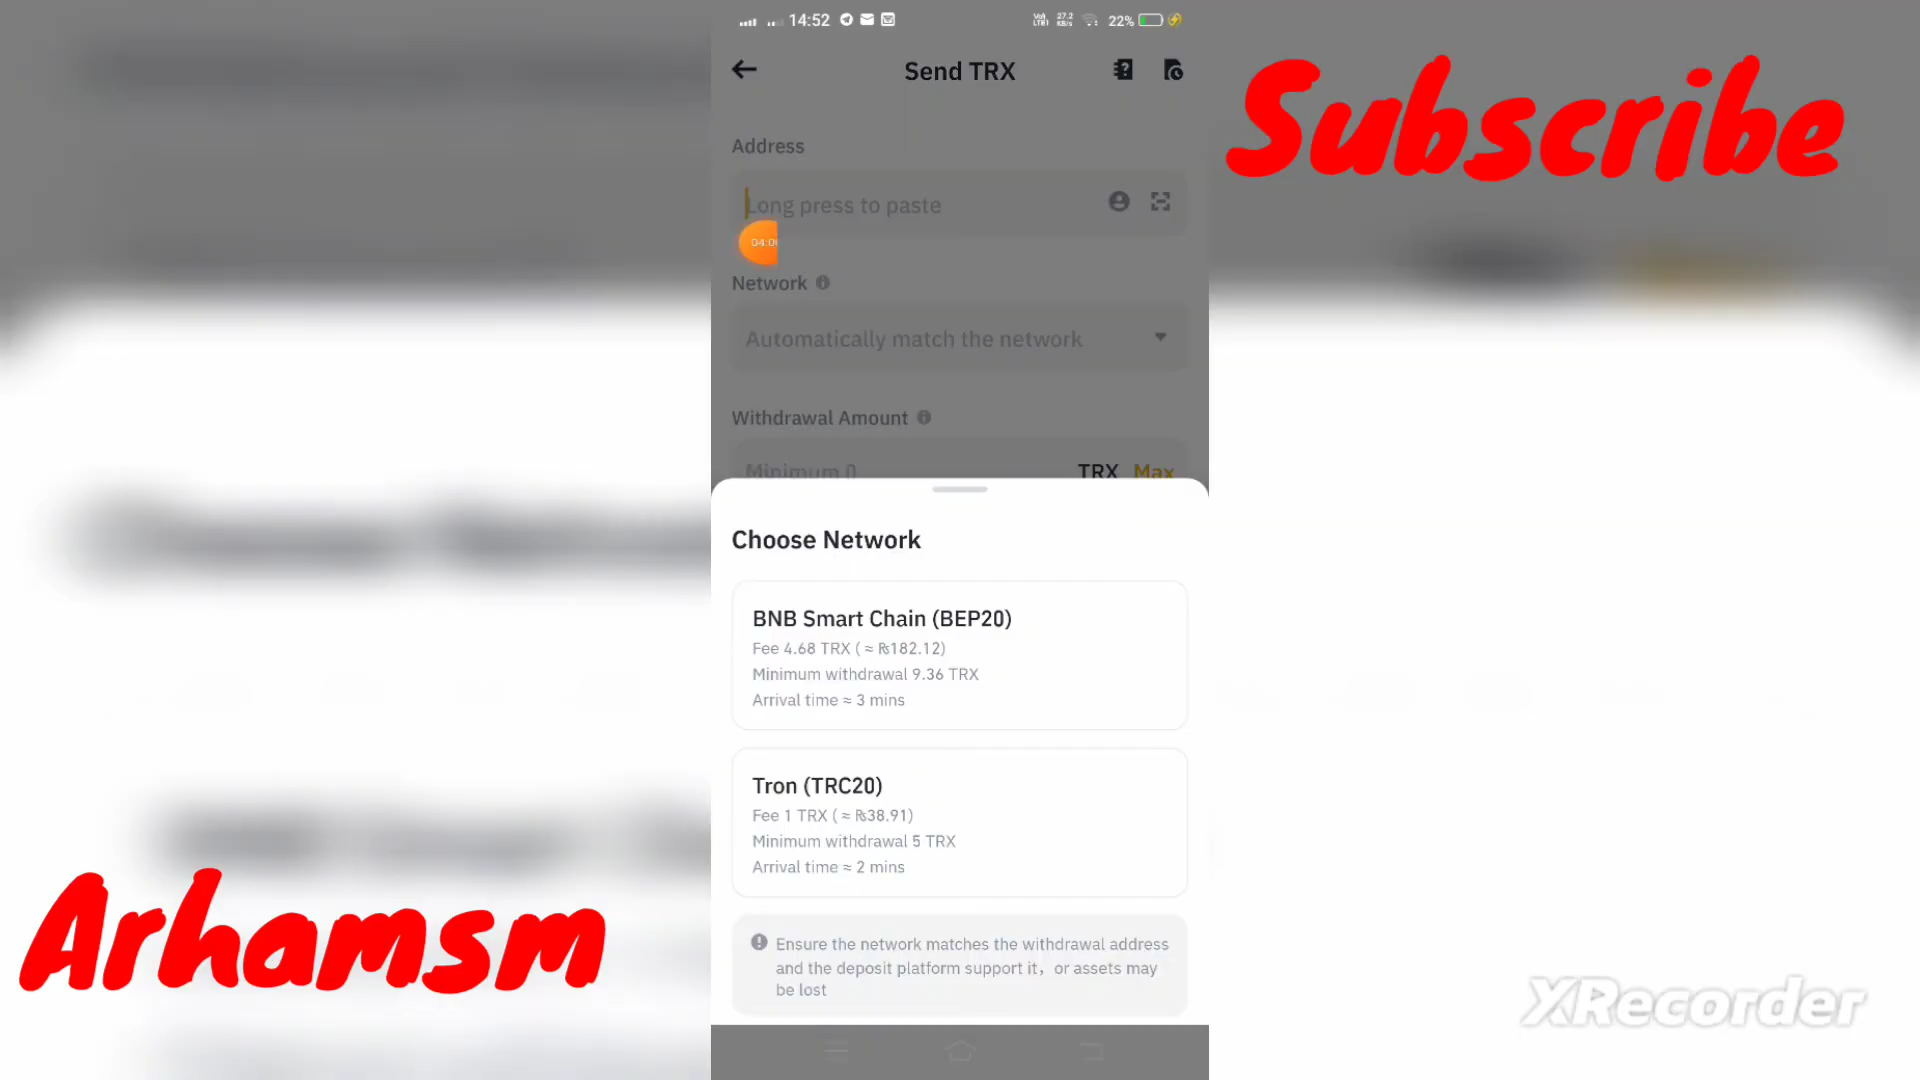 14:52
27.2
KB/s
22%
Send TRX
Subscribe
Address
Long press to paste
04:0
Network
Automatically match the network
Withdrawal Amount
Minimum 0 TRX Max
Choose Network
BNB Smart Chain (BEP20)
Fee 4.68 TRX ( ≈ ₨182.12)
Minimum withdrawal 9.36 TRX
Arrival time ≈ 3 mins
Tron (TRC20)
Fee 1 TRX ( ≈ ₨38.91)
Minimum withdrawal 5 TRX
Arrival time ≈ 2 mins
Ensure the network matches the withdrawal address
and the deposit platform support it, or assets may
be lost
Arhamsm
XRecorder